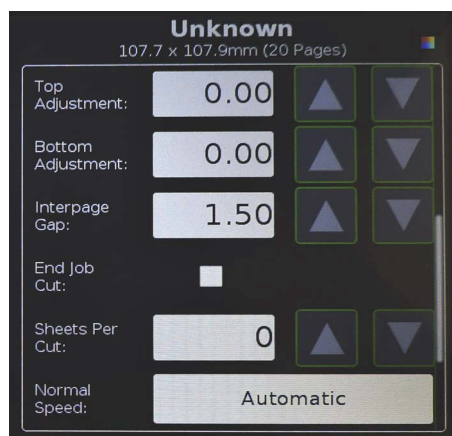 Unknown
107.7 x 107.9mm (20 Pages)
Top
Adjustment:
0.00
Bottom
Adjustment:
0.00
Interpage
Gap:
1.50
End Job
Cut:
Sheets Per
Cut:
0
Normal
Speed:
Automatic